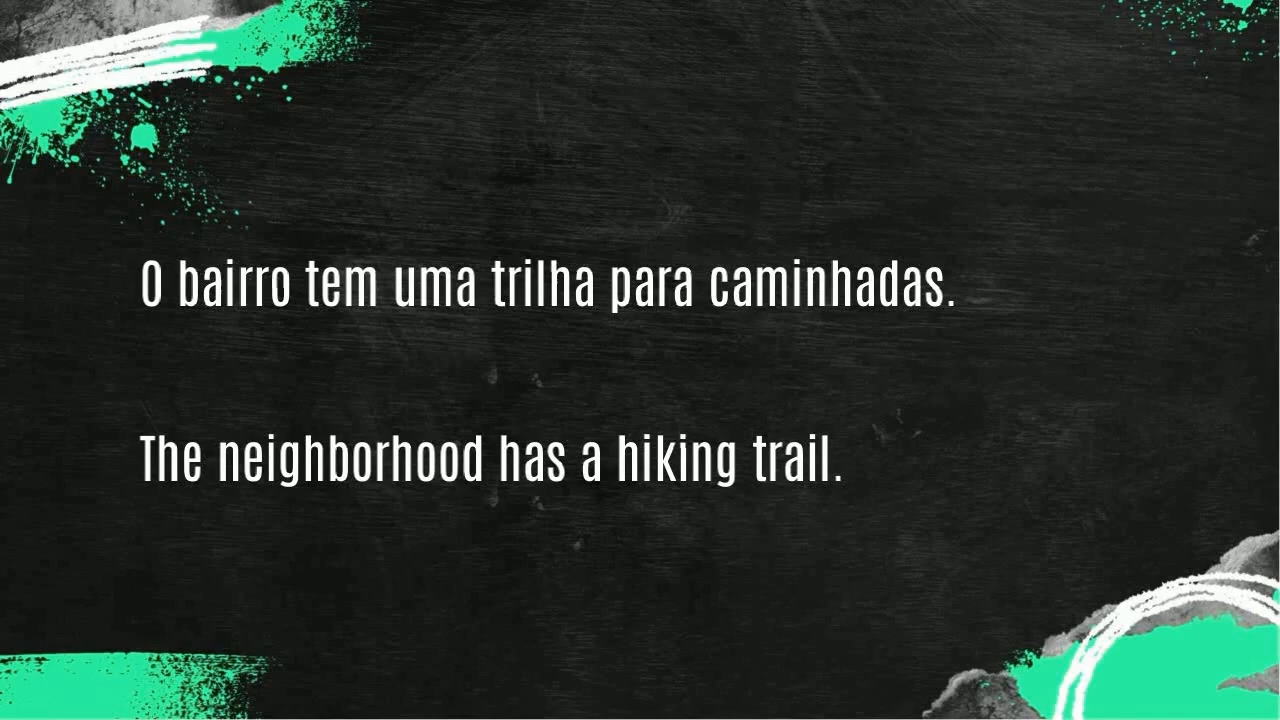 O bairro tem uma trilha para caminhadas.
The neighborhood has a hiking trail.